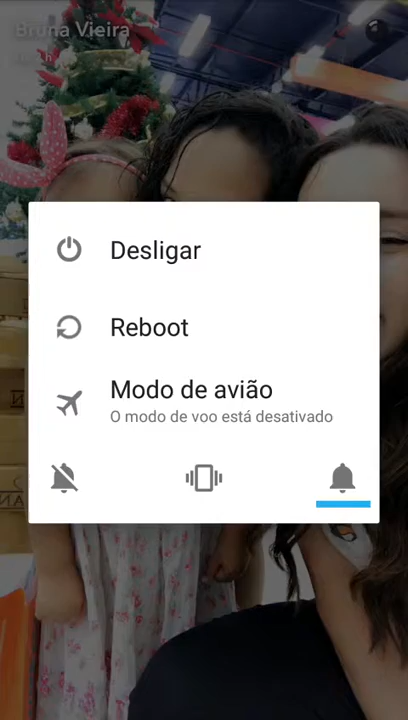 Bruna Vieira
Desligar
Reboot
Modo de avião
O modo de voo está desativado